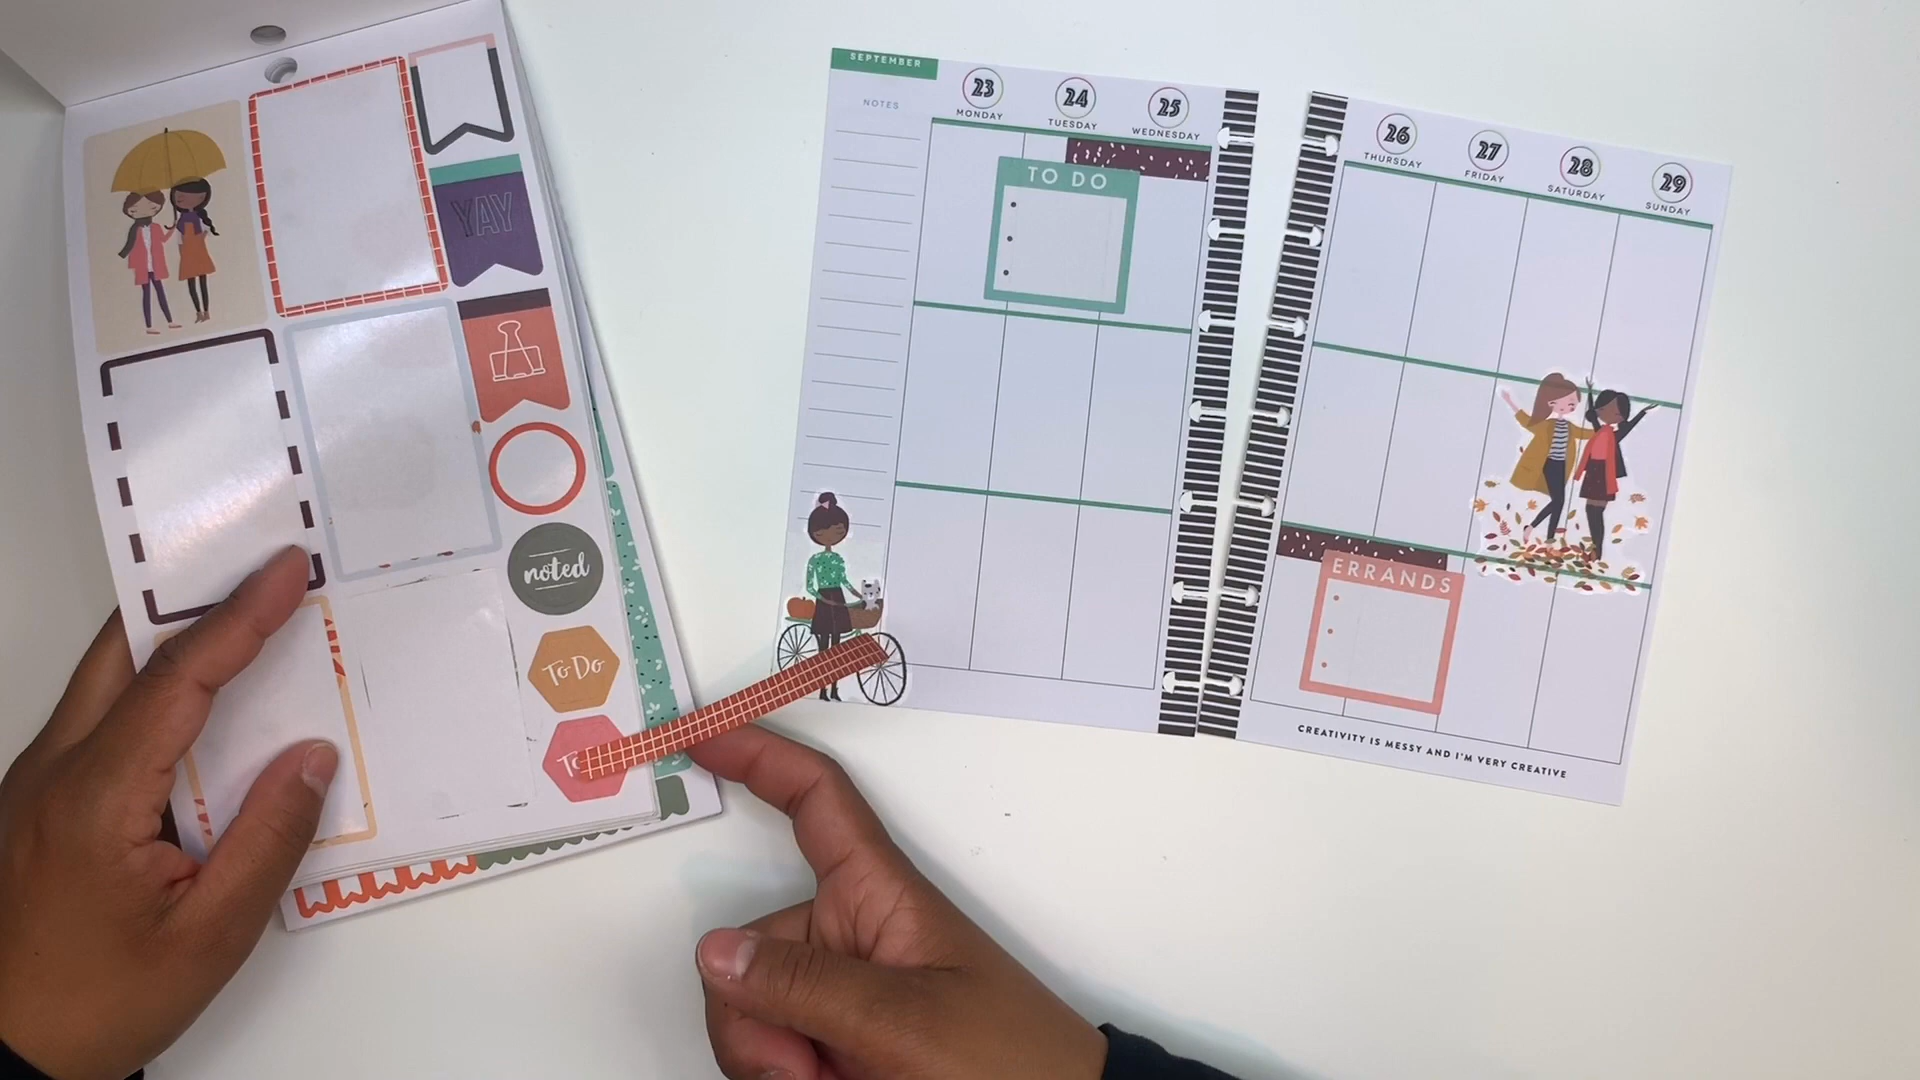 YAY
noted
To Do
To
SEPTEMBER
NOTES
23
MONDAY
24
TUESDAY
25
WEDNESDAY
TO DO
26
THURSDAY
27
FRIDAY
28
SATURDAY
29
SUNDAY
ERRANDS
CREATIVITY IS MESSY AND I'M VERY CREATIVE